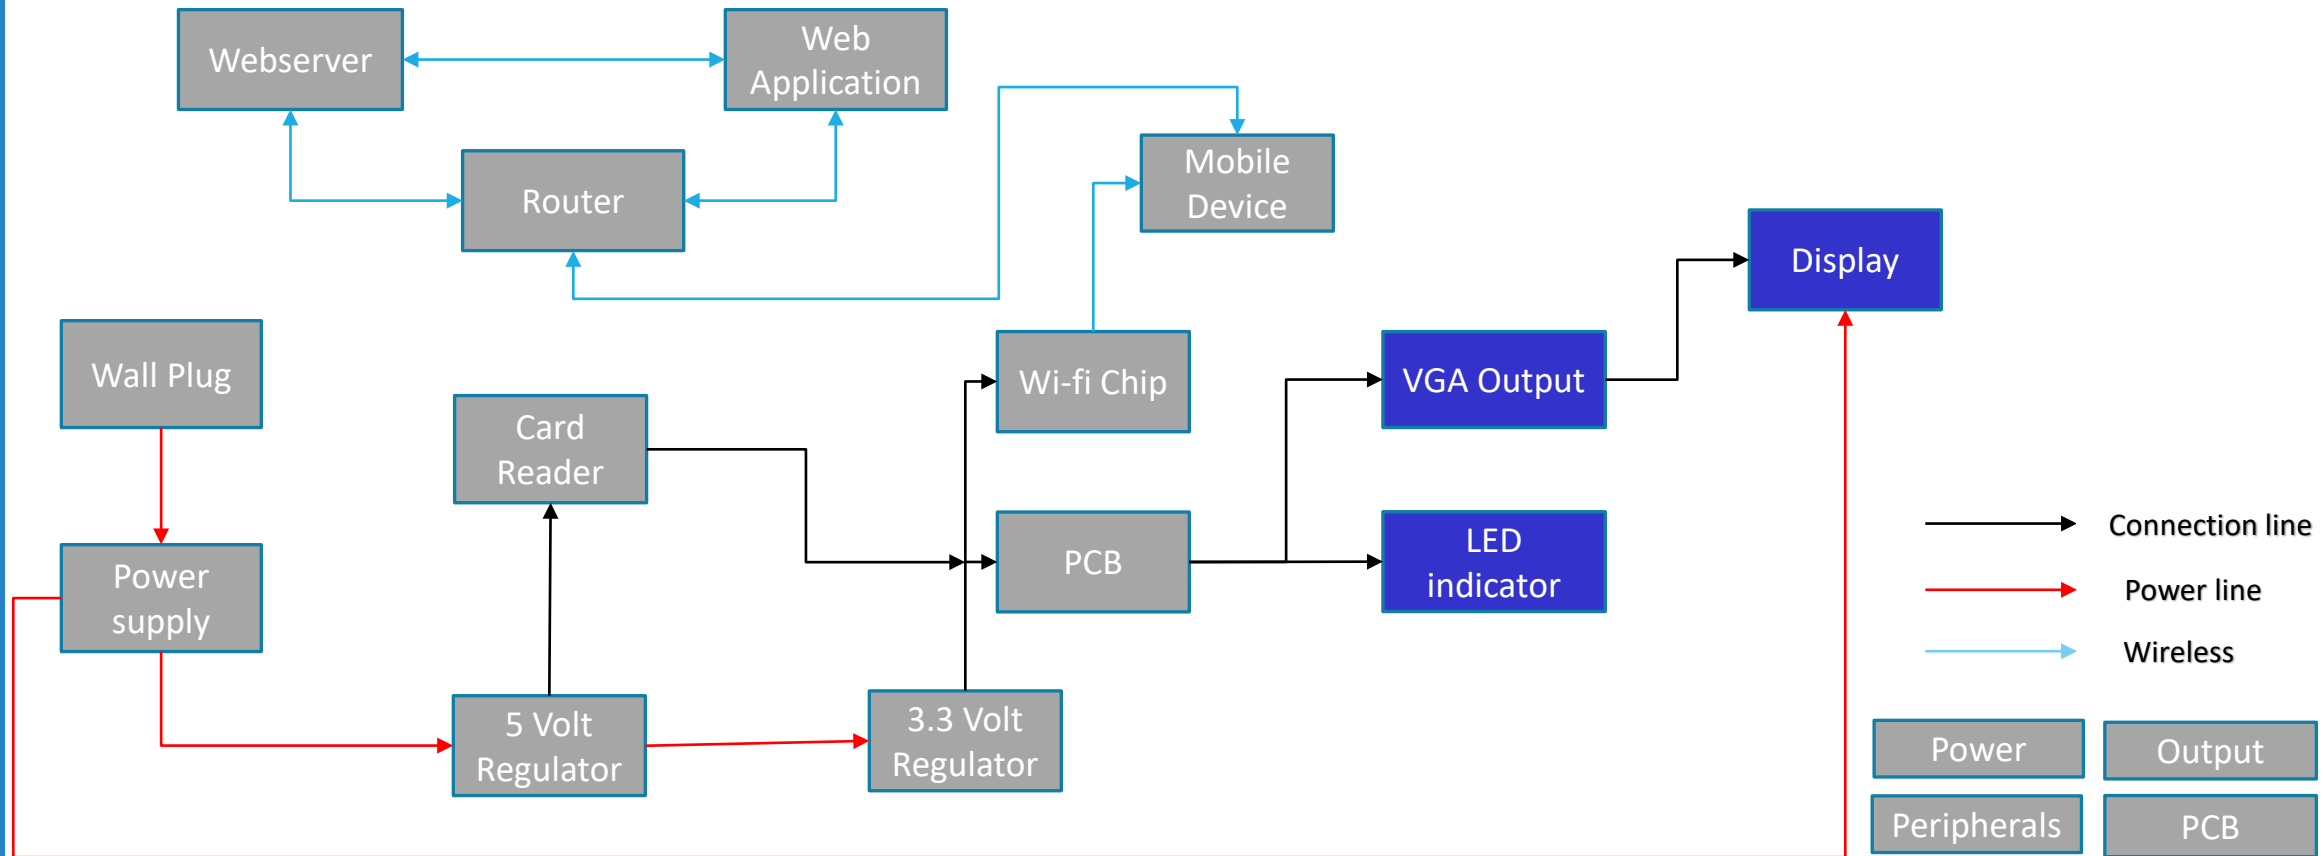 Webserver
Web
Application
Router
Mobile
Device
Display
Wall Plug
Wi-fi Chip
VGA Output
Card
Reader
Power
supply
PCB
LED
indicator
5 Volt
Regulator
3.3 Volt
Regulator
Connection line
Power line
Wireless
Power
Output
Peripherals
PCB